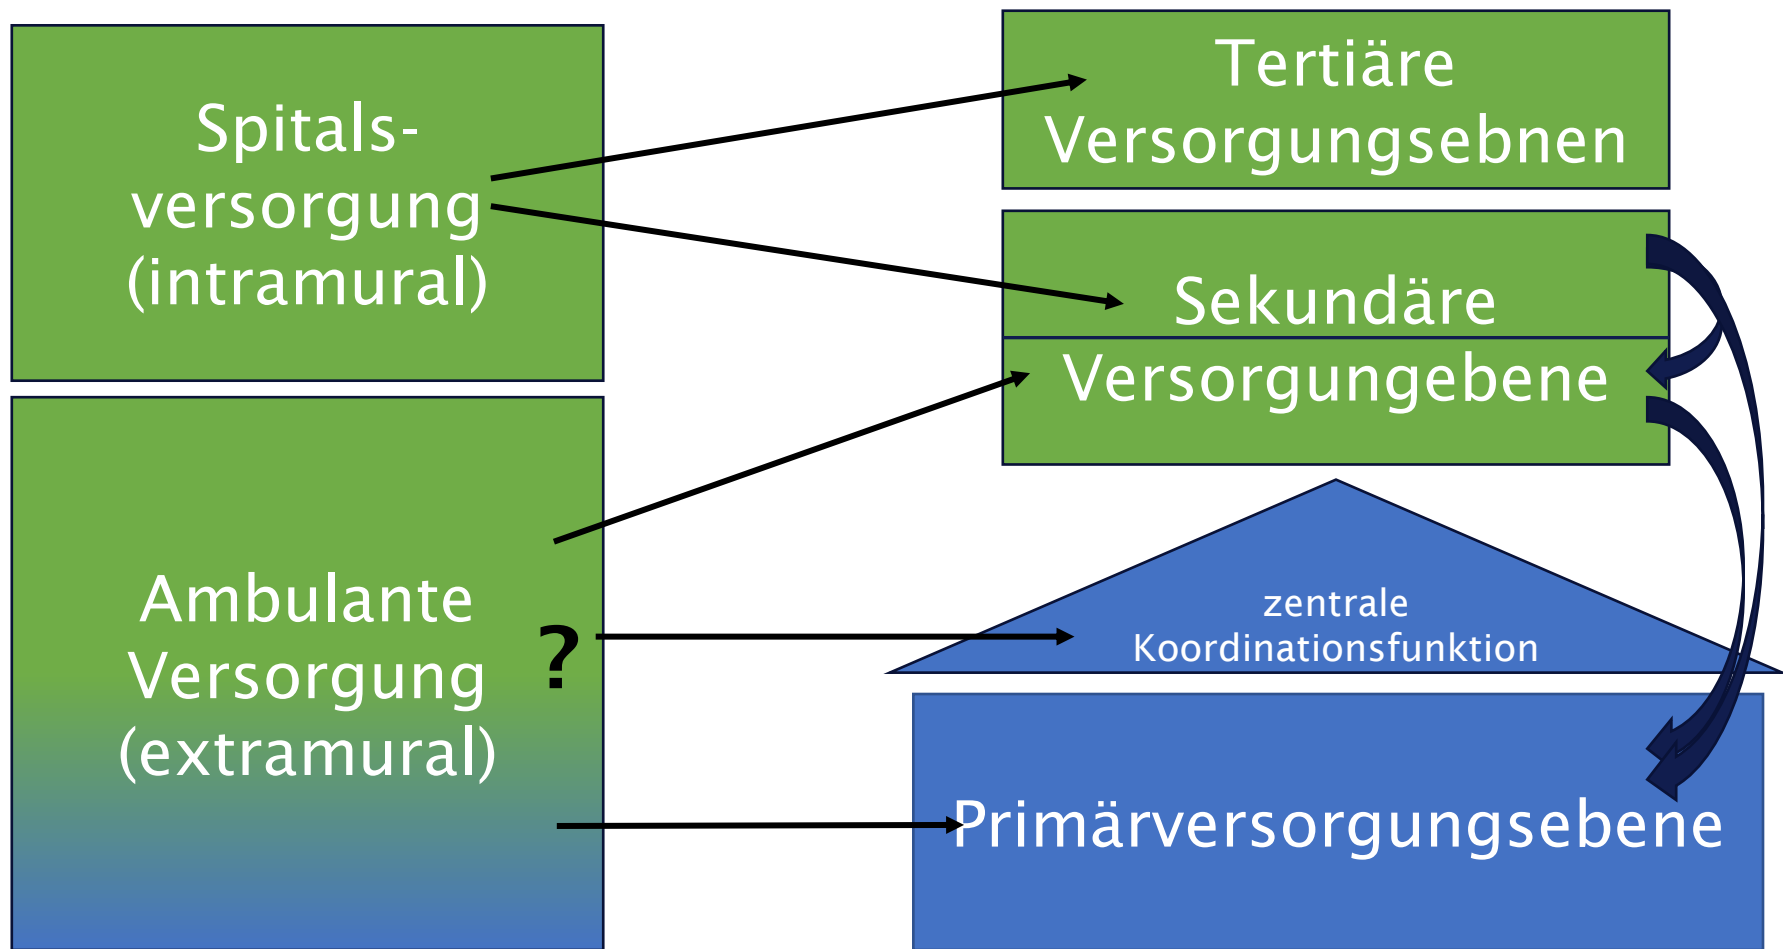 Spitals-
versorgung
(intramural)
Ambulante
Versorgung
(extramural)
?
Tertiäre
Versorgungsebnen
Sekundäre
Versorgungebene
zentrale
Koordinationsfunktion
Primärversorgungsebene